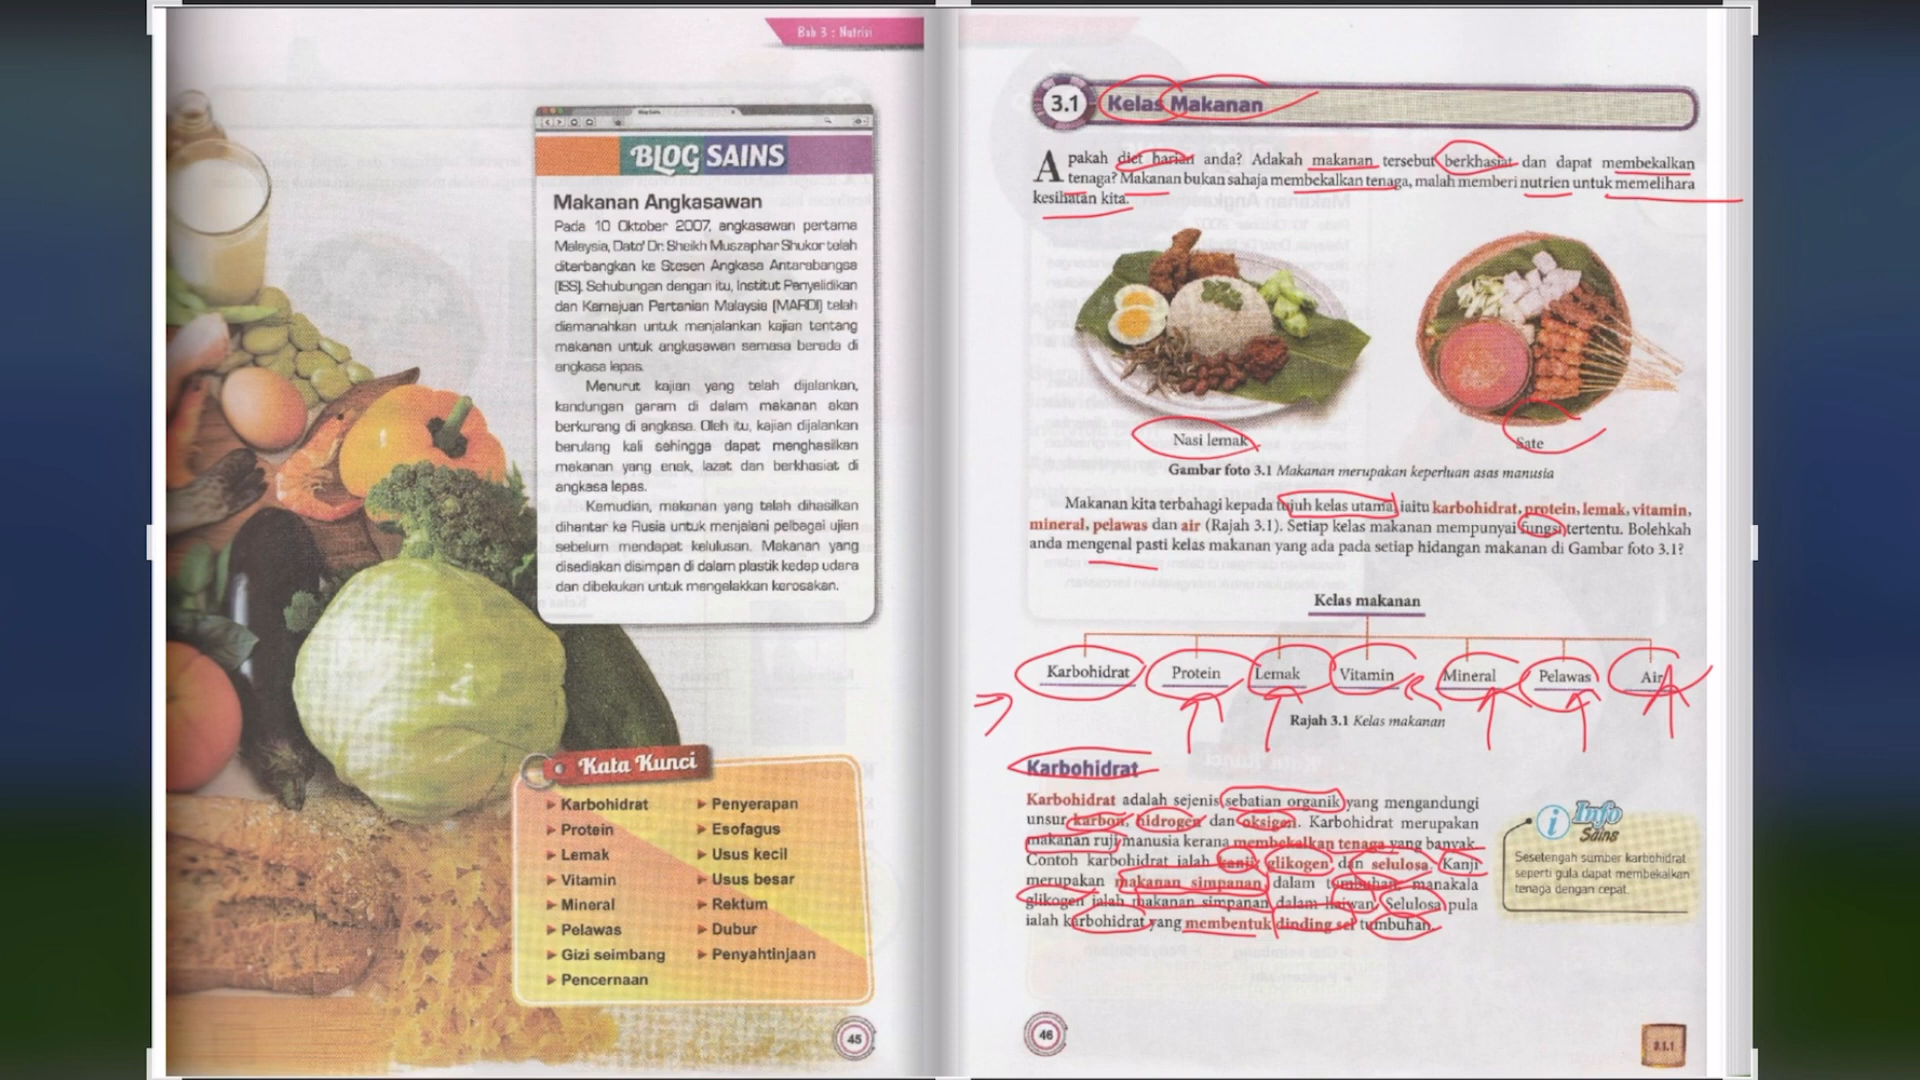 Bab 3 : Nutrisi
BLOG SAINS
Makanan Angkasawan
Pada 10 Oktober 2007, angkasawan pertama
Malaysia, Dato' Dr. Sheikh Muszaphar Shukor telah
diterbangkan ke Stesen Angkasa Antarabangsa
(ISS). Sehubungan dengan itu, Institut Penyelidikan
dan Kemajuan Pertanian Malaysia (MARDI) telah
diamanahkan untuk menjalankan kajian tentang
makanan untuk angkasawan semasa berada di
angkasa lepas.
Menurut kajian yang telah dijalankan,
kandungan garam di dalam makanan akan
berkurang di angkasa. Oleh itu, kajian dijalankan
berulang kali sehingga dapat menghasilkan
makanan yang enak, lazat dan berkhasiat di
angkasa lepas.
Kemudian, makanan yang telah dihasilkan
dihantar ke Rusia untuk menjalani pelbagai ujian
sebelum mendapat kelulusan. Makanan yang
disediakan disimpan di dalam plastik kedap udara
dan dibekukan untuk mengelakkan kerosakan.
Kata Kunci
Karbohidrat
Protein
Lemak
Vitamin
Mineral
Pelawas
Gizi seimbang
Pencernaan
Penyerapan
Esofagus
Usus kecil
Usus besar
Rektum
Dubur
Penyahtinjaan
45
3.1 Kelas Makanan
Apakah diet harian anda? Adakah makanan tersebut berkhasiat dan dapat membekalkan
tenaga? Makanan bukan sahaja membekalkan tenaga, malah memberi nutrien untuk memelihara
kesihatan kita.
Nasi lemak
Sate
Gambar foto 3.1 Makanan merupakan keperluan asas manusia
Makanan kita terbahagi kepada tujuh kelas utama iaitu karbohidrat, protein, lemak, vitamin,
mineral, pelawas dan air (Rajah 3.1). Setiap kelas makanan mempunyai fungsi tertentu. Bolehkah
anda mengenal pasti kelas makanan yang ada pada setiap hidangan makanan di Gambar foto 3.1?
Kelas makanan
Karbohidrat Protein Lemak Vitamin Mineral Pelawas Air
Rajah 3.1 Kelas makanan
Karbohidrat
Karbohidrat adalah sejenis sebatian organik yang mengandungi
unsur karbon, hidrogen dan oksigen. Karbohidrat merupakan
makanan ruji manusia kerana membekalkan tenaga yang banyak.
Contoh karbohidrat ialah kanji, glikogen dan selulosa. Kanji
merupakan makanan simpanan dalam tumbuhan, manakala
glikogen ialah makanan simpanan dalam haiwan. Selulosa pula
ialah karbohidrat yang membentuk dinding sel tumbuhan.
Info
Sains
Sesetengah sumber karbohidrat
seperti gula dapat membekalkan
tenaga dengan cepat.
46
3.1.1